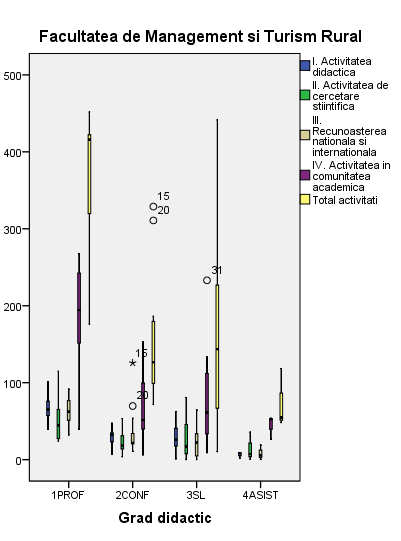 Facultatea de Management si Turism Rural
I. Activitatea
didactica
II. Activitatea de
cercetare
stiintifica
III.
Recunoasterea
nationala si
internationala
IV. Activitatea in
comunitatea
academica
Total activitati
500
400
300
200
100
0
15
20
31
15
20
1PROF 2CONF 3SL 4ASIST
Grad didactic